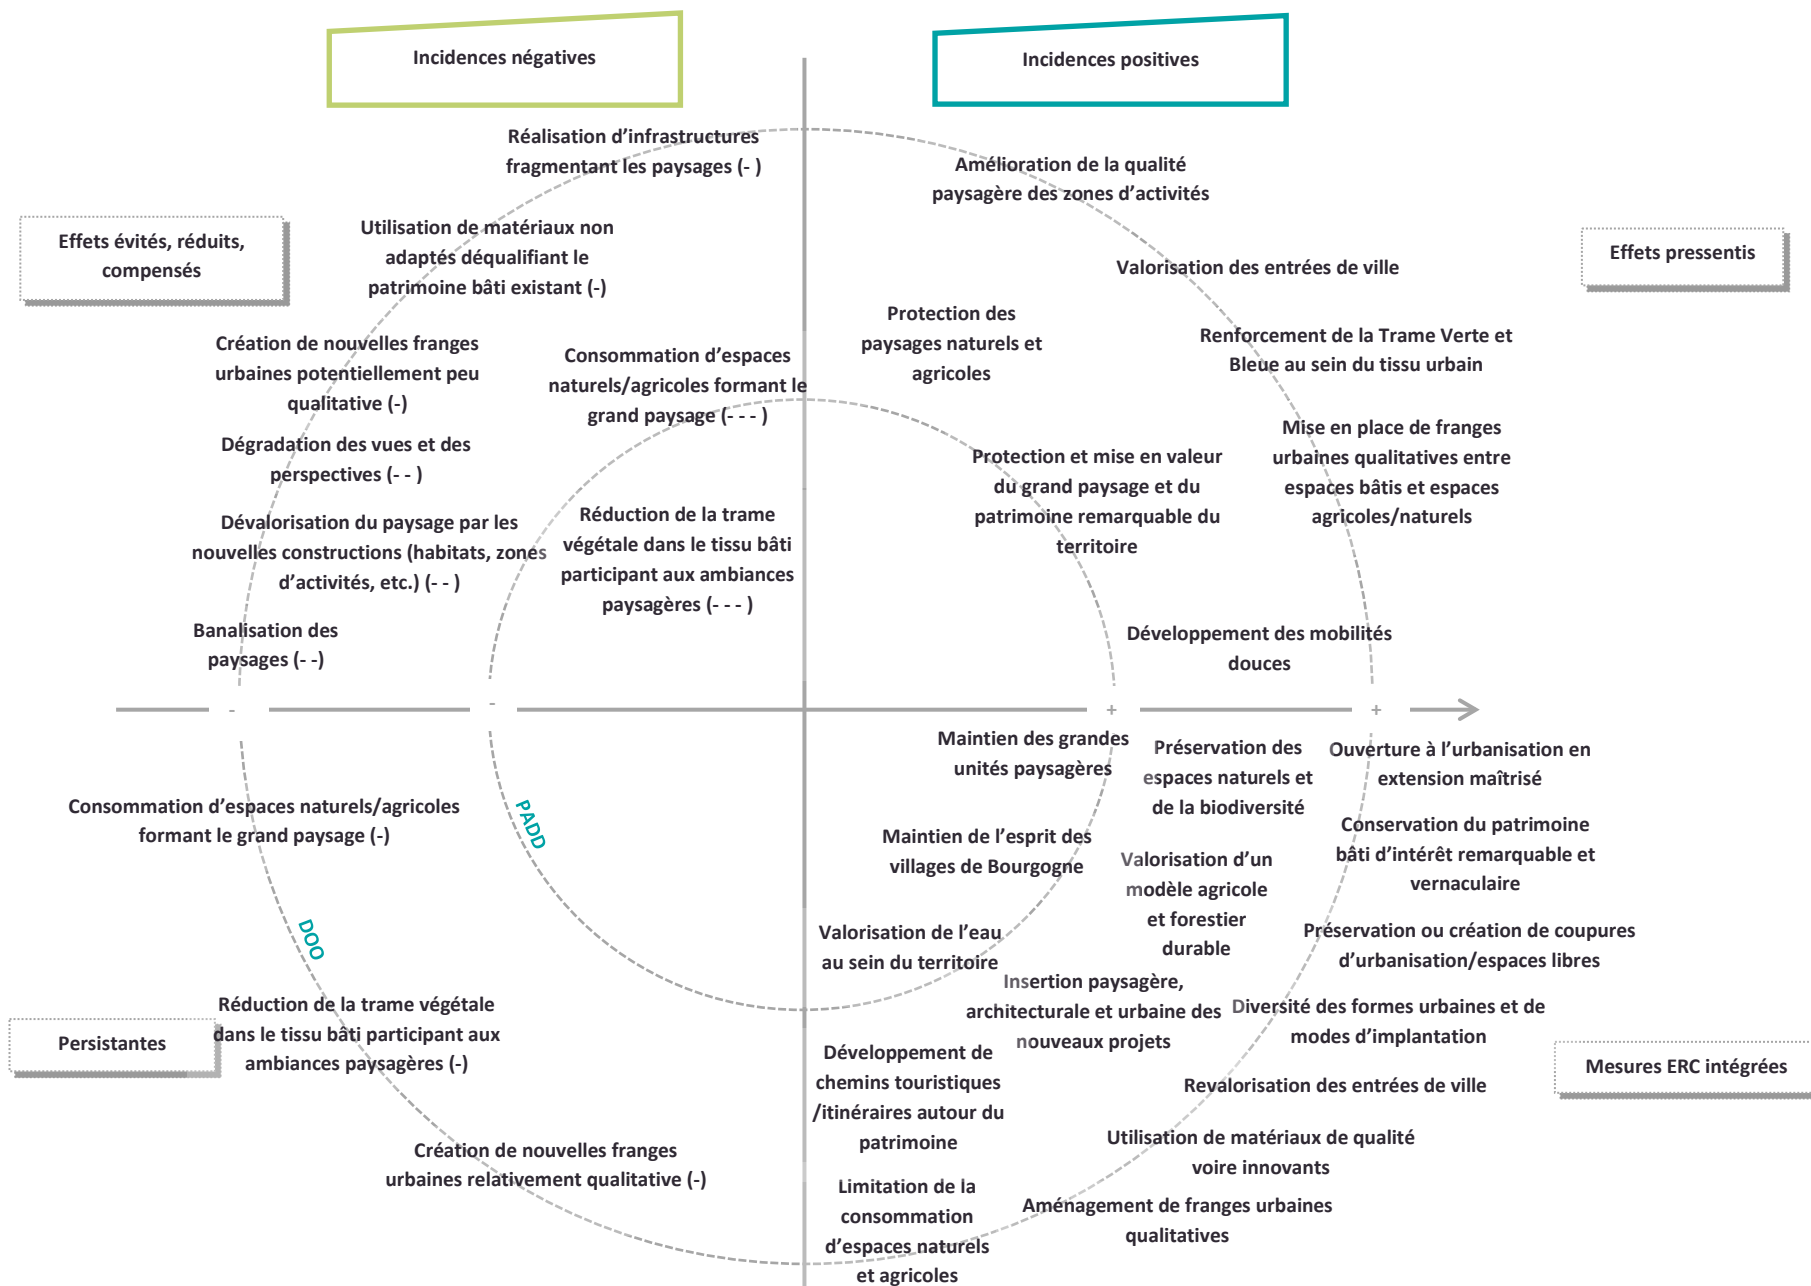 Incidences négatives
Incidences positives
Réalisation d’infrastructures
fragmentant les paysages (- )
Amélioration de la qualité
paysagère des zones d’activités
Effets évités, réduits,
compensés
Utilisation de matériaux non
adaptés déqualifiant le
patrimoine bâti existant (-)
Valorisation des entrées de ville
Effets pressentis
Protection des
paysages naturels et
agricoles
Renforcement de la Trame Verte et
Bleue au sein du tissu urbain
Création de nouvelles franges
urbaines potentiellement peu
qualitative (-)
Consommation d’espaces
naturels/agricoles formant le
grand paysage (- - - )
Dégradation des vues et des
perspectives (- - )
Protection et mise en valeur
du grand paysage et du
patrimoine remarquable du
territoire
Mise en place de franges
urbaines qualitatives entre
espaces bâtis et espaces
agricoles/naturels
Dévalorisation du paysage par les
nouvelles constructions (habitats, zones
d’activités, etc.) (- - )
Réduction de la trame
végétale dans le tissu bâti
participant aux ambiances
paysagères (- - - )
Banalisation des
paysages (- -)
Développement des mobilités
douces
-
-
+
+
Maintien des grandes
unités paysagères
Préservation des
espaces naturels et
de la biodiversité
Ouverture à l’urbanisation en
extension maîtrisé
Consommation d’espaces naturels/agricoles
formant le grand paysage (-)
PADD
Maintien de l’esprit des
villages de Bourgogne
Valorisation d’un
modèle agricole
et forestier
durable
Conservation du patrimoine
bâti d’intérêt remarquable et
vernaculaire
DOO
Valorisation de l’eau
au sein du territoire
Préservation ou création de coupures
d’urbanisation/espaces libres
Insertion paysagère,
architecturale et urbaine des
nouveaux projets
Diversité des formes urbaines et de
modes d’implantation
Réduction de la trame végétale
dans le tissu bâti participant aux
ambiances paysagères (-)
Persistantes
Développement de
chemins touristiques
/itinéraires autour du
patrimoine
Revalorisation des entrées de ville
Mesures ERC intégrées
Création de nouvelles franges
urbaines relativement qualitative (-)
Utilisation de matériaux de qualité
voire innovants
Limitation de la
consommation
d’espaces naturels
et agricoles
Aménagement de franges urbaines
qualitatives